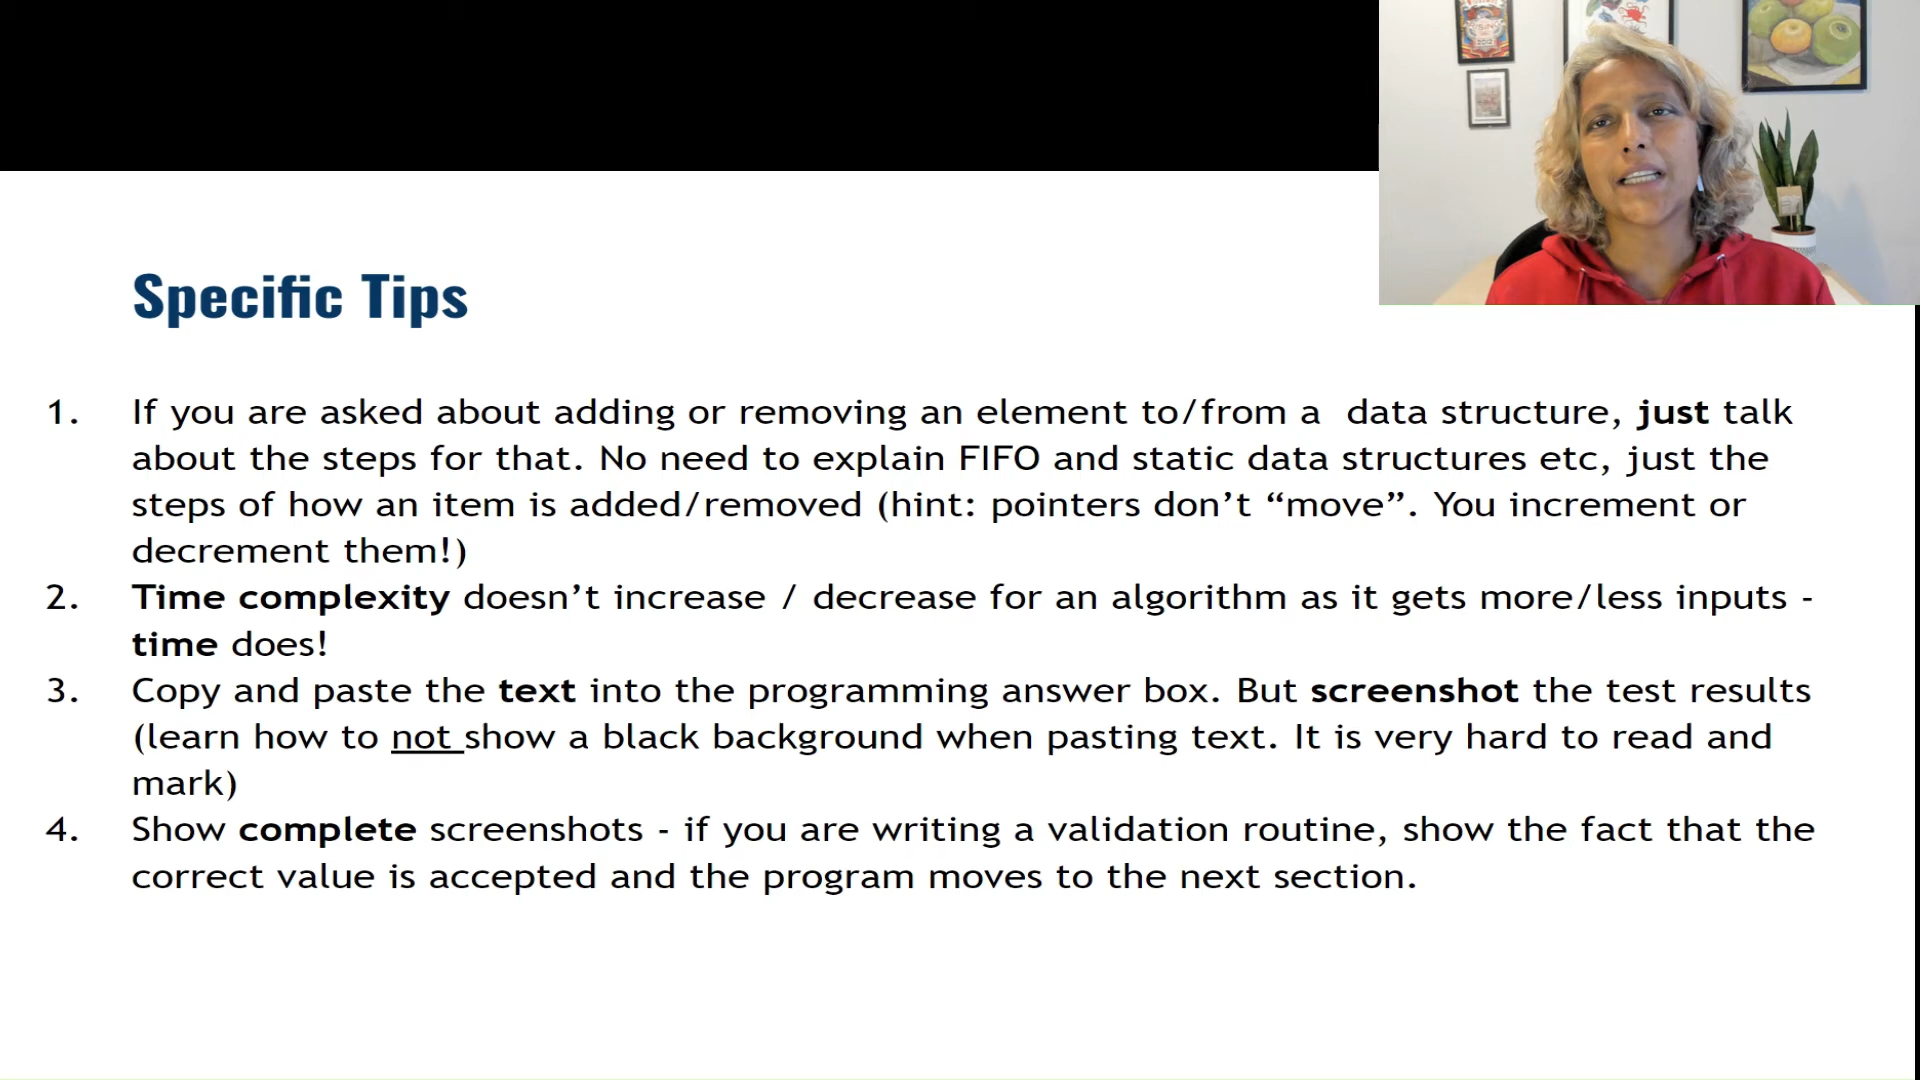 Specific Tips
1. If you are asked about adding or removing an element to/from a data structure, just talk
about the steps for that. No need to explain FIFO and static data structures etc, just the
steps of how an item is added/removed (hint: pointers don’t “move”. You increment or
decrement them!)
2. Time complexity doesn’t increase / decrease for an algorithm as it gets more/less inputs -
time does!
3. Copy and paste the text into the programming answer box. But screenshot the test results
(learn how to not show a black background when pasting text. It is very hard to read and
mark)
4. Show complete screenshots - if you are writing a validation routine, show the fact that the
correct value is accepted and the program moves to the next section.